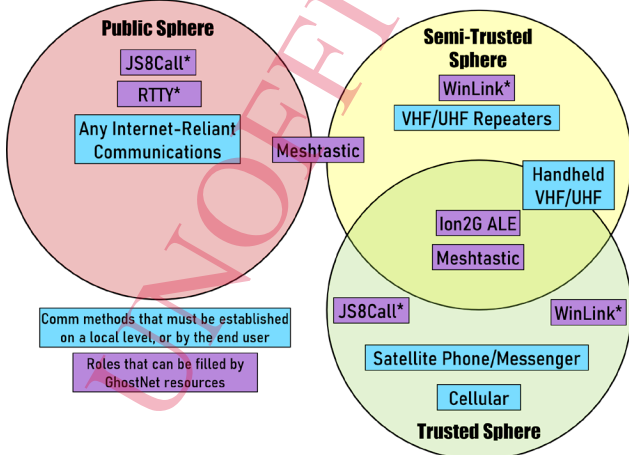 Public Sphere
JS8Call*
RTTY*
Any Internet-Reliant
Communications
Meshtastic
Semi-Trusted
Sphere
WinLink*
VHF/UHF Repeaters
Handheld
VHF/UHF
Ion2G ALE
Meshtastic
JS8Call*
WinLink*
Satellite Phone/Messenger
Cellular
Trusted Sphere
Comm methods that must be established
on a local level, or by the end user
Roles that can be filled by
GhostNet resources
UNOFFI